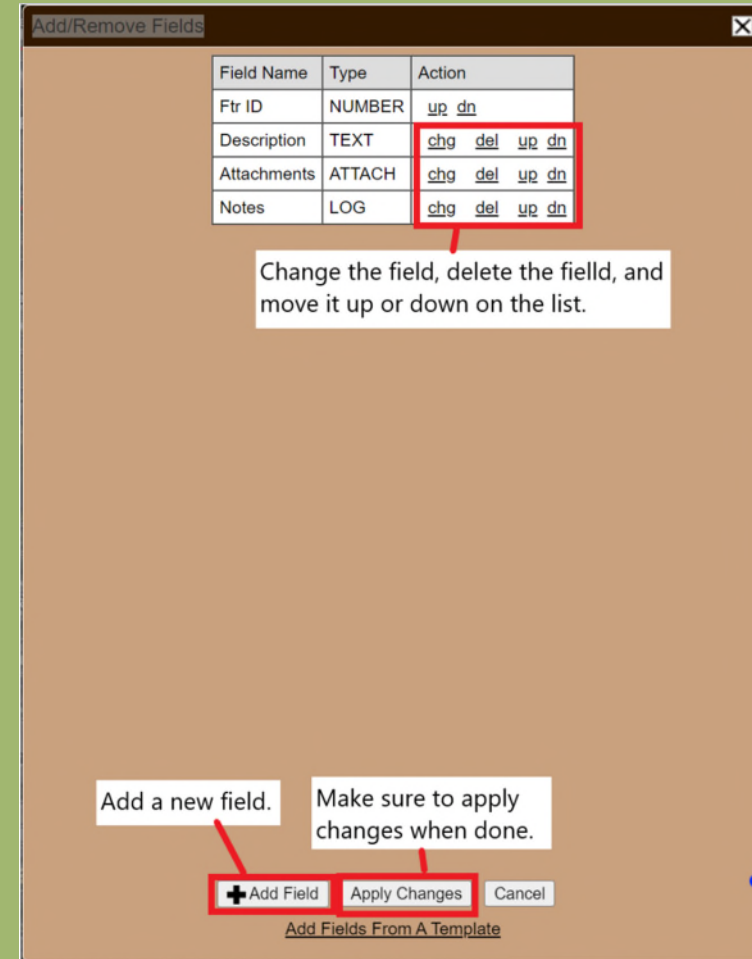 Add/Remove Fields
Field Name Type Action
Ftr ID NUMBER up dn
Description TEXT chg del up dn
Attachments ATTACH chg del up dn
Notes LOG chg del up dn
Change the field, delete the fielld, and
move it up or down on the list.
Add a new field.
Make sure to apply
changes when done.
Add Field Apply Changes Cancel
Add Fields From A Template